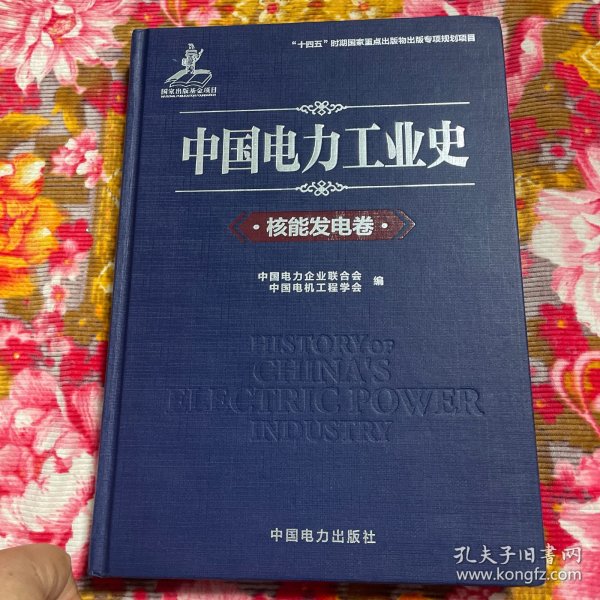 “十四五”时期国家重点出版物出版专项规划项目
国家出版基金项目
NATIONAL PUBLICATION FOUNDATION
中国电力工业史
·核能发电卷·
中国电力企业联合会
中国电机工程学会 编
HISTORY OF
CHINA'S
ELECTRIC POWER
INDUSTRY
中国电力出版社
孔夫子旧书网
www.kongfz.com